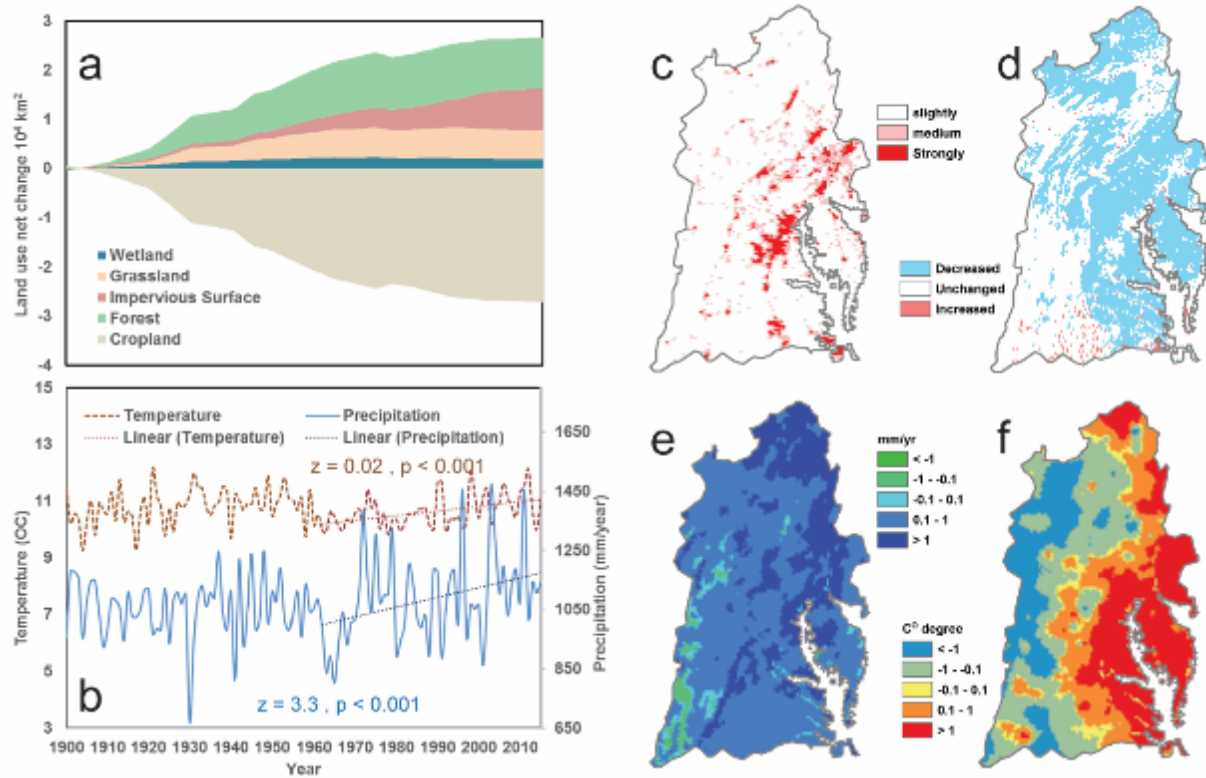 3
2
1
0
-1
-2
-3
-4
Land use net change 10⁴ km²
a
Wetland
Grassland
Impervious Surface
Forest
Cropland
c
slightly
medium
Strongly
d
Decreased
Unchanged
Increased
15
13
11
9
7
5
3
Temperature (OC)
Temperature
Precipitation
Linear (Temperature)
Linear (Precipitation)
z = 0.02 , p < 0.001
z = 3.3 , p < 0.001
b
1650
1450
1250
1050
850
650
Precipitation (mm/year)
1900 1910 1920 1930 1940 1950 1960 1970 1980 1990 2000 2010
Year
e
mm/yr
< -1
-1 - -0.1
-0.1 - 0.1
0.1 - 1
> 1
f
C⁰ degree
< -1
-1 - -0.1
-0.1 - 0.1
0.1 - 1
> 1